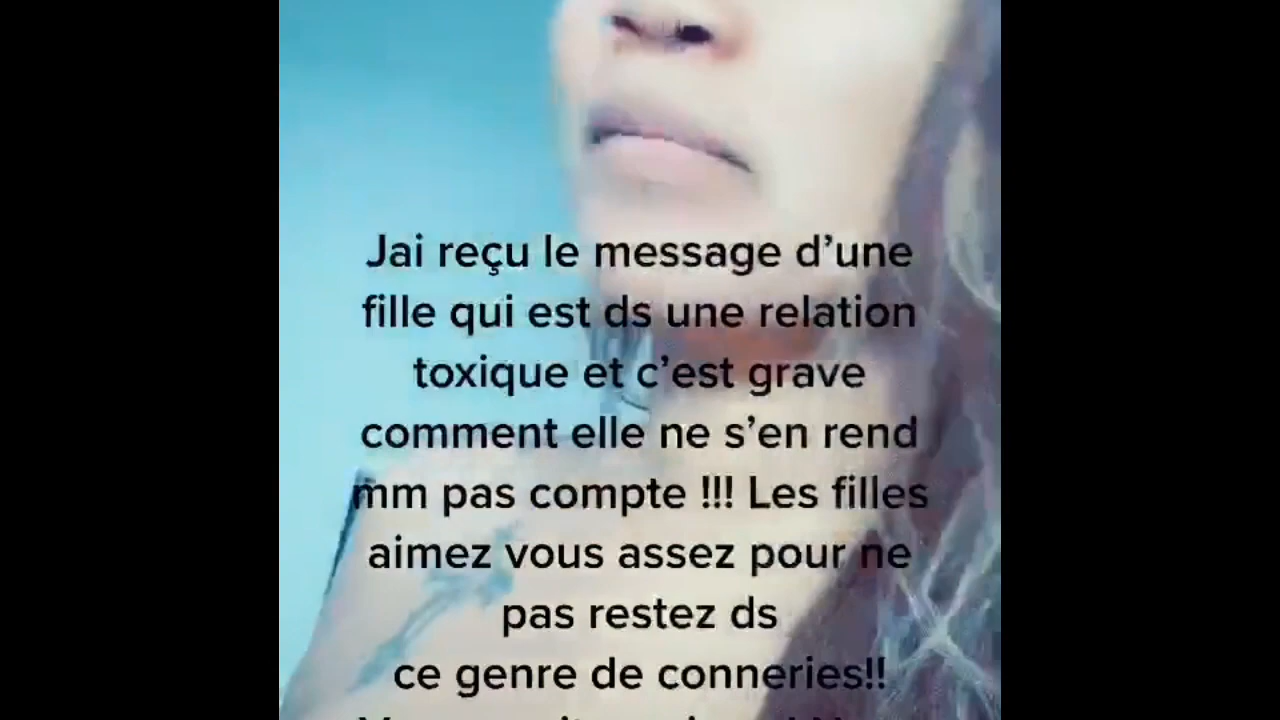 Jai reçu le message d’une
fille qui est ds une relation
toxique et c’est grave
comment elle ne s’en rend
mm pas compte !!! Les filles
aimez vous assez pour ne
pas restez ds
ce genre de conneries!!